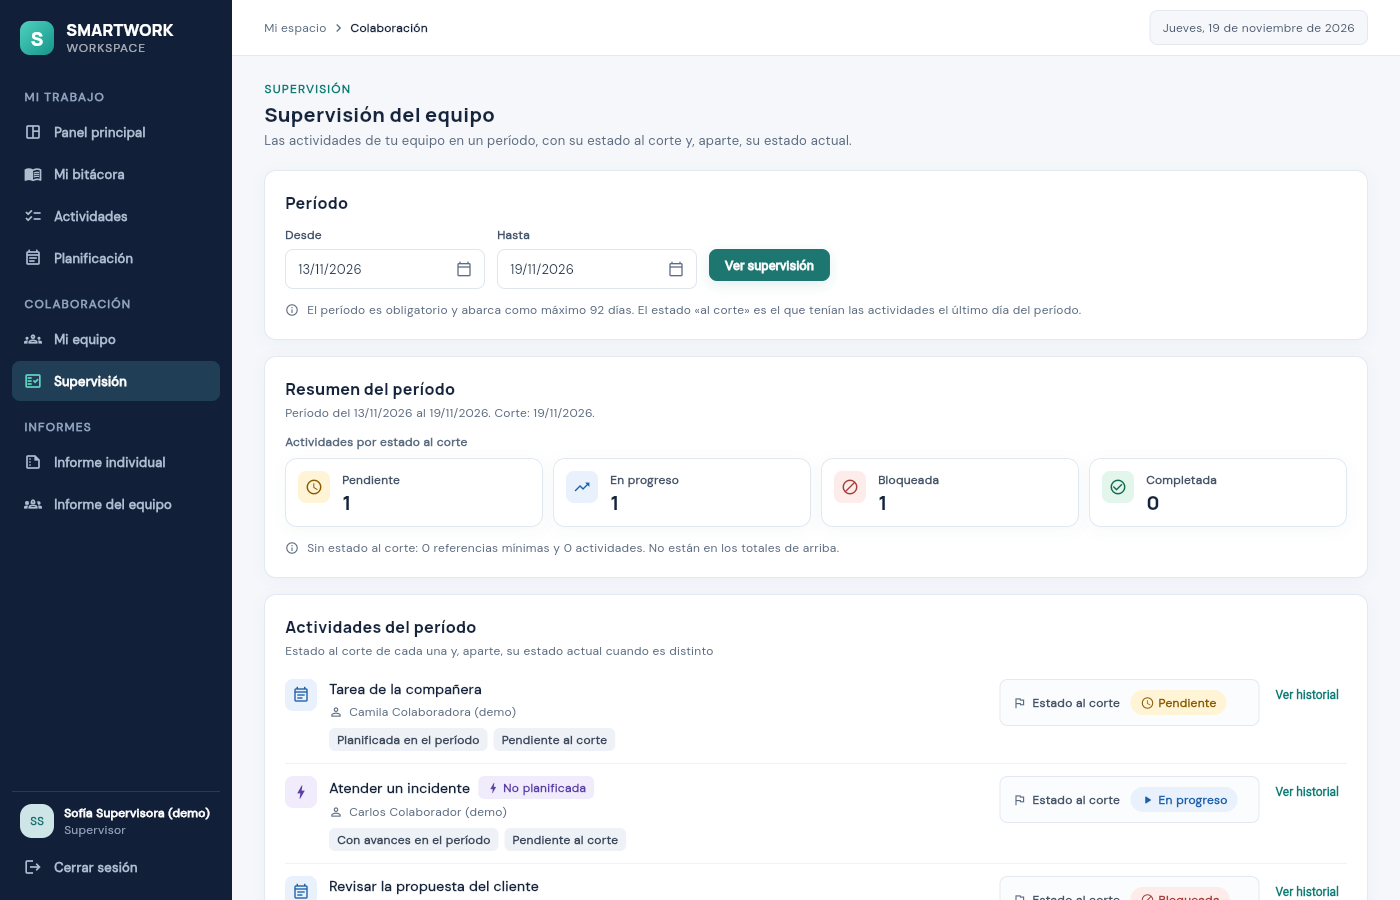 S
SMARTWORK
WORKSPACE
MI TRABAJO
Panel principal
Mi bitácora
Actividades
Planificación
COLABORACIÓN
Mi equipo
Supervisión
INFORMES
Informe individual
Informe del equipo
SS
Sofía Supervisora (demo)
Supervisor
Cerrar sesión
Mi espacio > Colaboración
Jueves, 19 de noviembre de 2026
SUPERVISIÓN
Supervisión del equipo
Las actividades de tu equipo en un período, con su estado al corte y, aparte, su estado actual.
Período
Desde Hasta
13/11/2026 19/11/2026 Ver supervisión
El período es obligatorio y abarca como máximo 92 días. El estado «al corte» es el que tenían las actividades el último día del período.
Resumen del período
Período del 13/11/2026 al 19/11/2026. Corte: 19/11/2026.
Actividades por estado al corte
Pendiente
1
En progreso
1
Bloqueada
1
Completada
0
Sin estado al corte: 0 referencias mínimas y 0 actividades. No están en los totales de arriba.
Actividades del período
Estado al corte de cada una y, aparte, su estado actual cuando es distinto
Tarea de la compañera
Camila Colaboradora (demo)
Planificada en el período Pendiente al corte
Estado al corte Pendiente
Ver historial
Atender un incidente No planificada
Carlos Colaborador (demo)
Con avances en el período Pendiente al corte
Estado al corte En progreso
Ver historial
Revisar la propuesta del cliente
Estado al corte Bloqueada
Ver historial